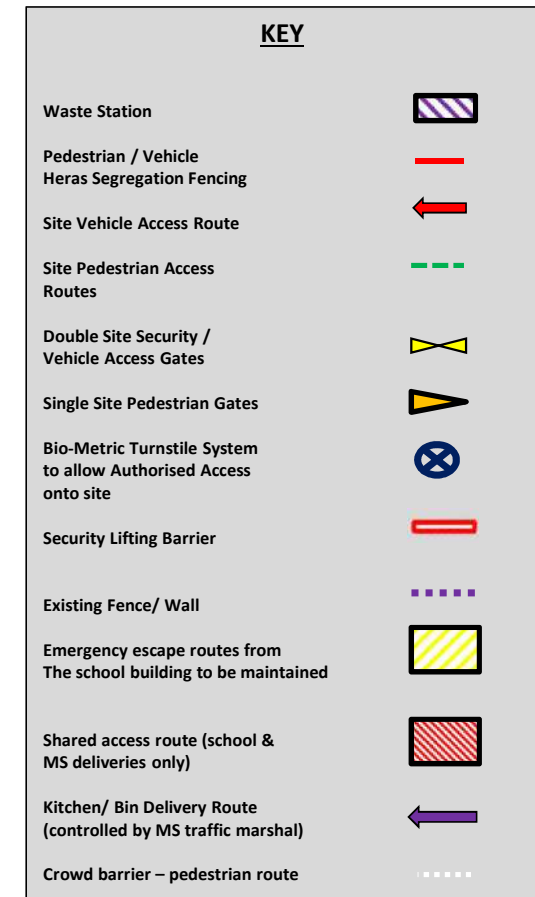 KEY
Waste Station
Pedestrian / Vehicle
Heras Segregation Fencing
Site Vehicle Access Route
Site Pedestrian Access
Routes
Double Site Security /
Vehicle Access Gates
Single Site Pedestrian Gates
Bio-Metric Turnstile System
to allow Authorised Access
onto site
Security Lifting Barrier
Existing Fence/ Wall
Emergency escape routes from
The school building to be maintained
Shared access route (school &
MS deliveries only)
Kitchen/ Bin Delivery Route
(controlled by MS traffic marshal)
Crowd barrier – pedestrian route